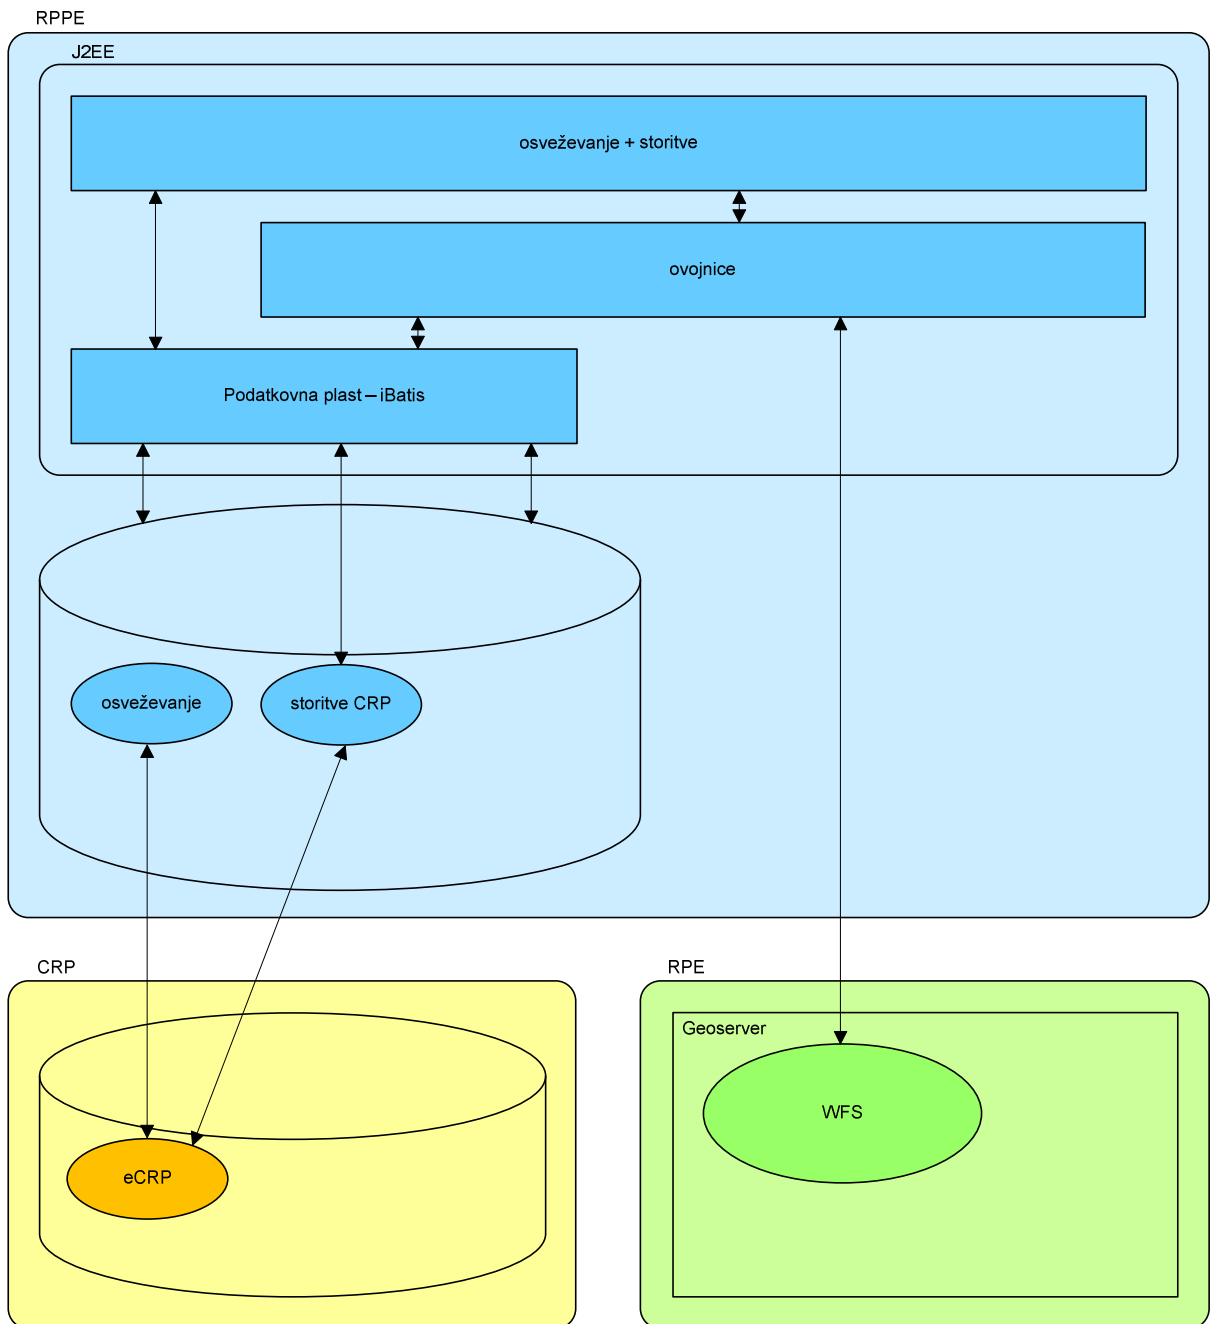 RPPE
J2EE
osveževanje + storitve
ovojnice
Podatkovna plast – iBatis
osveževanje
storitve CRP
CRP
RPE
Geoserver
WFS
eCRP